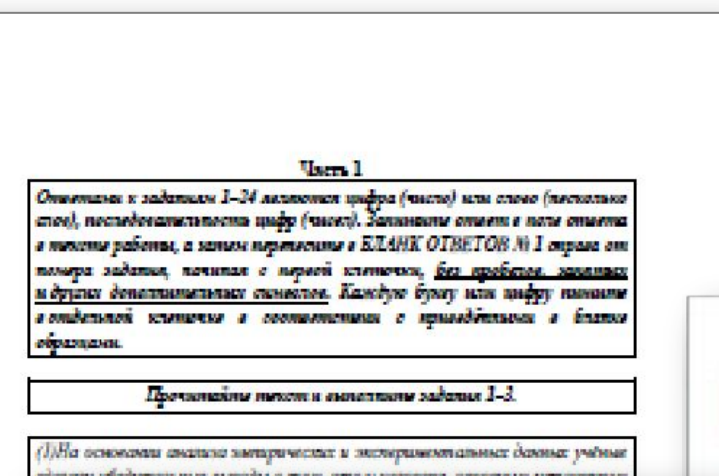 Часть 1
Ответами к заданиям 1–24 являются цифра (число) или слово (несколько
слов), последовательность цифр (чисел). Запишите ответ в поле ответа
в тексте работы, а затем перенесите в БЛАНК ОТВЕТОВ № 1 справа от
номера задания, начиная с первой клеточки, без пробелов, запятых
и других дополнительных символов. Каждую букву или цифру пишите
в отдельной клеточке в соответствии с приведёнными в бланке
образцами.
Прочитайте текст и выполните задания 1–3.
(1)На основании анализа эмпирических и экспериментальных данных учёные